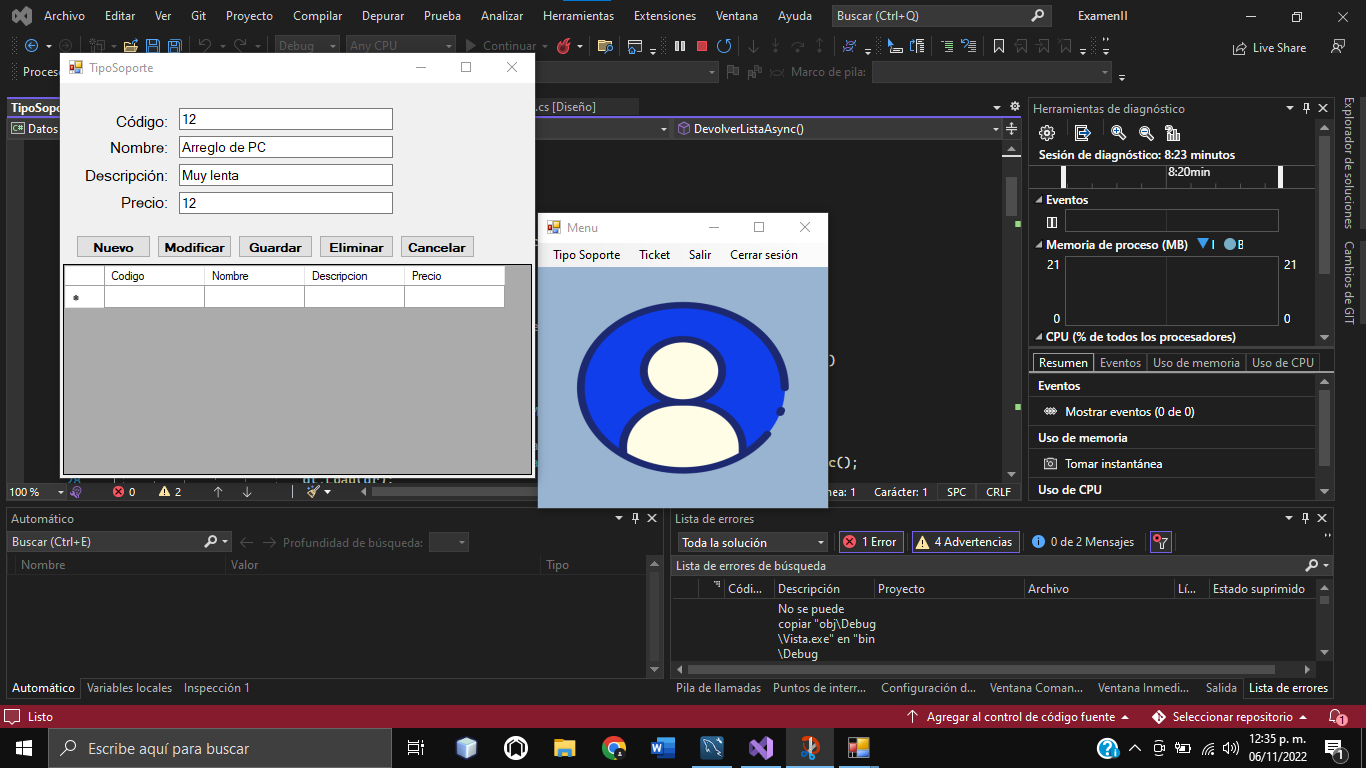 Archivo Editar Ver Git Proyecto Compilar Depurar Prueba Analizar Herramientas Extensiones Ventana Ayuda Buscar (Ctrl+Q) ExamenII
Debug Any CPU Continuar Live Share
Proces Marco de pila:
TipoSoporte
TipoSopo .cs [Diseño]
Datos DevolverListaAsync()
Código: 12
Nombre: Arreglo de PC
Descripción: Muy lenta
Precio: 12
Nuevo Modificar Guardar Eliminar Cancelar
Codigo Nombre Descripcion Precio
Menu
Tipo Soporte Ticket Salir Cerrar sesión
c();
28 dt.Load(dr);
100 % 0 2 nea: 1 Carácter: 1 SPC CRLF
Herramientas de diagnóstico
Sesión de diagnóstico: 8:23 minutos
8:20min
Eventos
Memoria de proceso (MB) I B
21 21
0 0
CPU (% de todos los procesadores)
Resumen Eventos Uso de memoria Uso de CPU
Eventos
Mostrar eventos (0 de 0)
Uso de memoria
Tomar instantánea
Uso de CPU
Explorador de soluciones
Cambios de GIT
Automático
Buscar (Ctrl+E) Profundidad de búsqueda:
Nombre Valor Tipo
Automático Variables locales Inspección 1
Lista de errores
Toda la solución 1 Error 4 Advertencias 0 de 2 Mensajes
Lista de errores de búsqueda
Códi... Descripción Proyecto Archivo Lí... Estado suprimido
No se puede
copiar "obj\Debug
\Vista.exe" en "bin
\Debug
Pila de llamadas Puntos de interr... Configuración d... Ventana Coman... Ventana Inmedi... Salida Lista de errores
Listo Agregar al control de código fuente Seleccionar repositorio 1
Escribe aquí para buscar
12:35 p. m.
06/11/2022
1